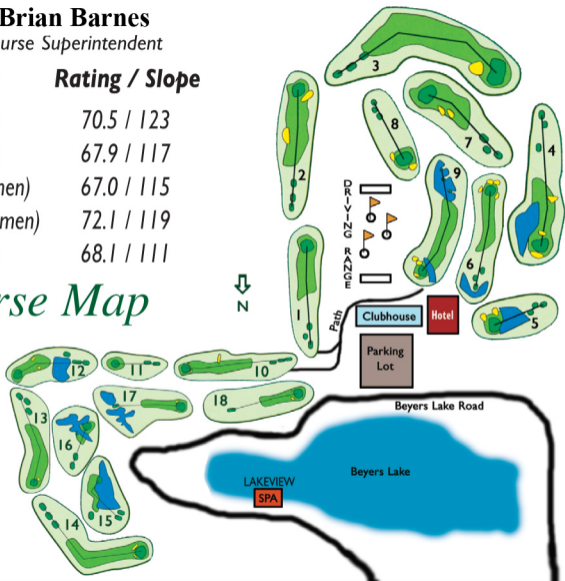 Brian Barnes
urse Superintendent
Rating / Slope
70.5 / 123
67.9 / 117
nen) 67.0 / 115
men) 72.1 / 119
68.1 / 111
rse Map
N
3
7
8
4
2
9
DRIVING RANGE
6
1
5
Path
Clubhouse
Hotel
Parking
Lot
12
11
10
17
18
13
16
15
14
Beyers Lake Road
Beyers Lake
LAKEVIEW
SPA